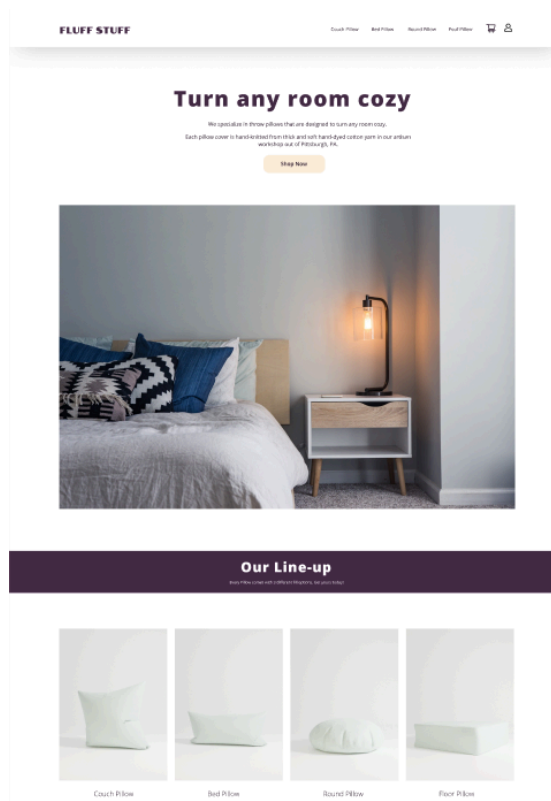 FLUFF STUFF
Couch Pillow Bed Pillow Round Pillow Pouf Pillow
Turn any room cozy
We specialize in throw pillows that are designed to turn any room cozy.
Each pillow cover is hand-knitted from thick and soft hand-dyed cotton yarn in our
workshop out of Pittsburgh, PA.
Shop Now
Our Line-up
Couch Pillow Bed Pillow Round Pillow Floor Pillow